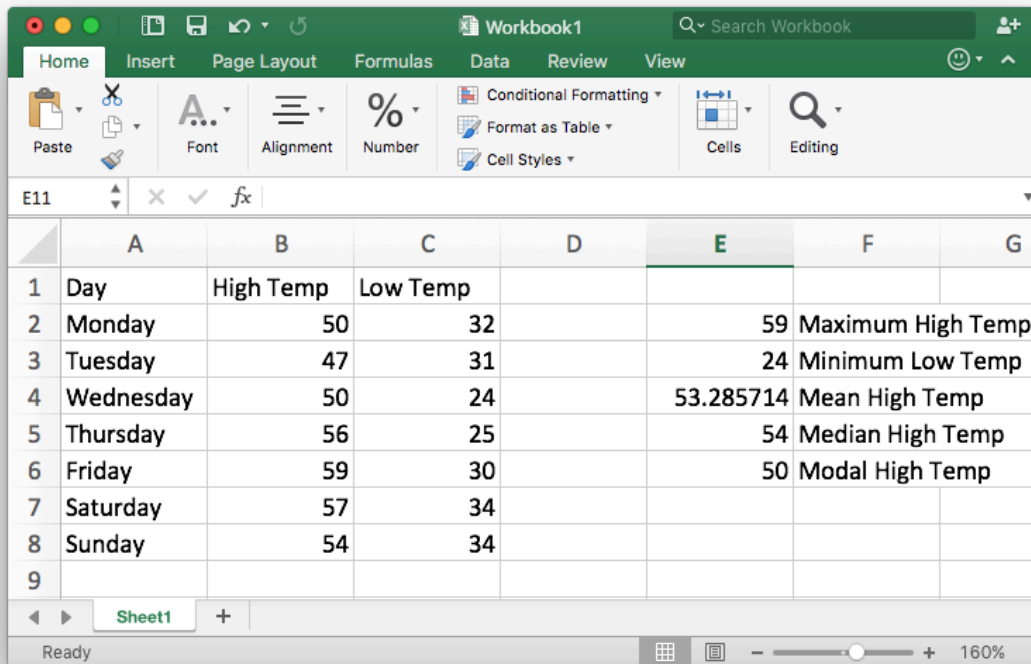 Workbook1
Search Workbook
Home Insert Page Layout Formulas Data Review View
Paste
Font
Alignment
%
Number
Conditional Formatting
Format as Table
Cell Styles
Cells
Editing
E11 fx
A B C D E F G
1 Day High Temp Low Temp
2 Monday 50 32 59 Maximum High Temp
3 Tuesday 47 31 24 Minimum Low Temp
4 Wednesday 50 24 53.285714 Mean High Temp
5 Thursday 56 25 54 Median High Temp
6 Friday 59 30 50 Modal High Temp
7 Saturday 57 34
8 Sunday 54 34
9
Sheet1 +
Ready 160%